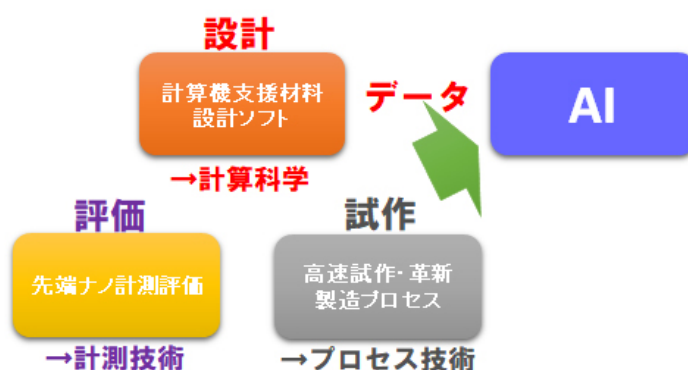 設計
計算機支援材料
設計ソフト
→計算科学
データ
AI
評価
先端ナノ計測評価
→計測技術
試作
高速試作・革新
製造プロセス
→プロセス技術